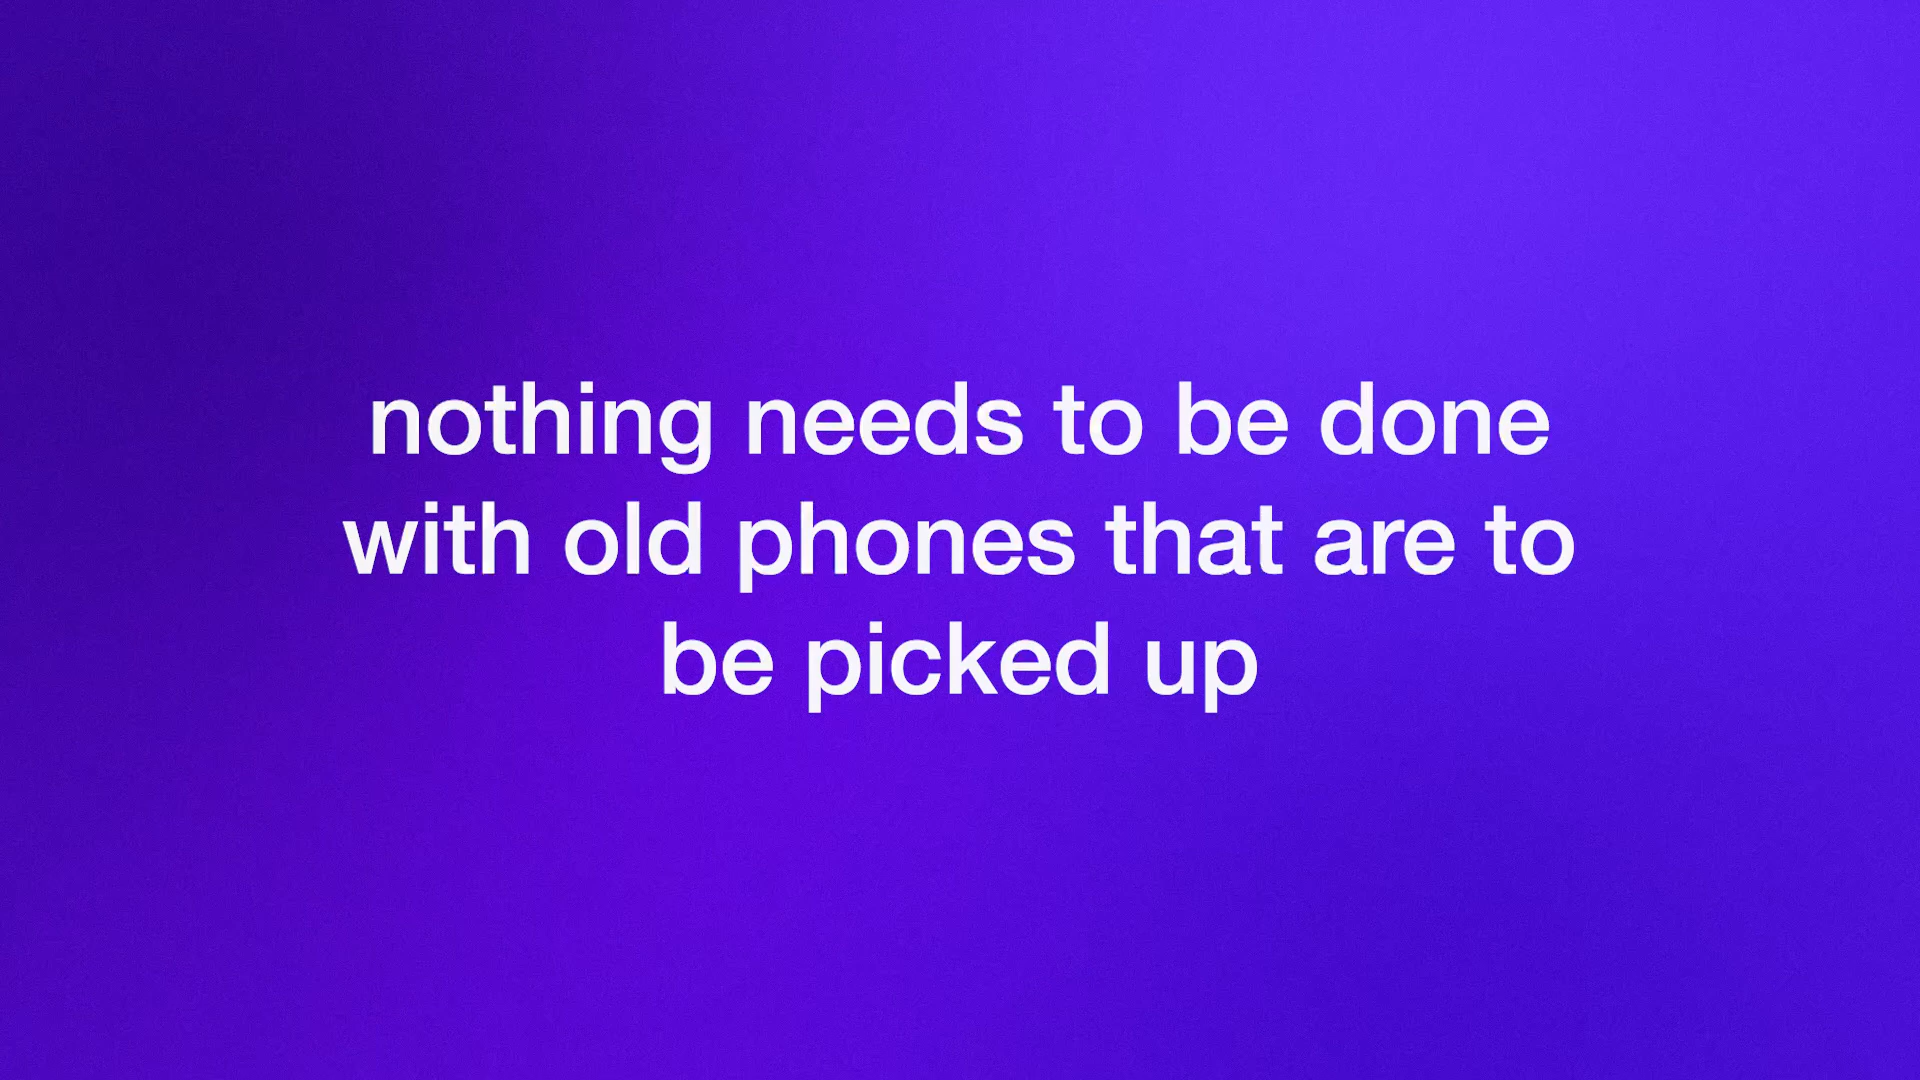 nothing needs to be done
with old phones that are to
be picked up